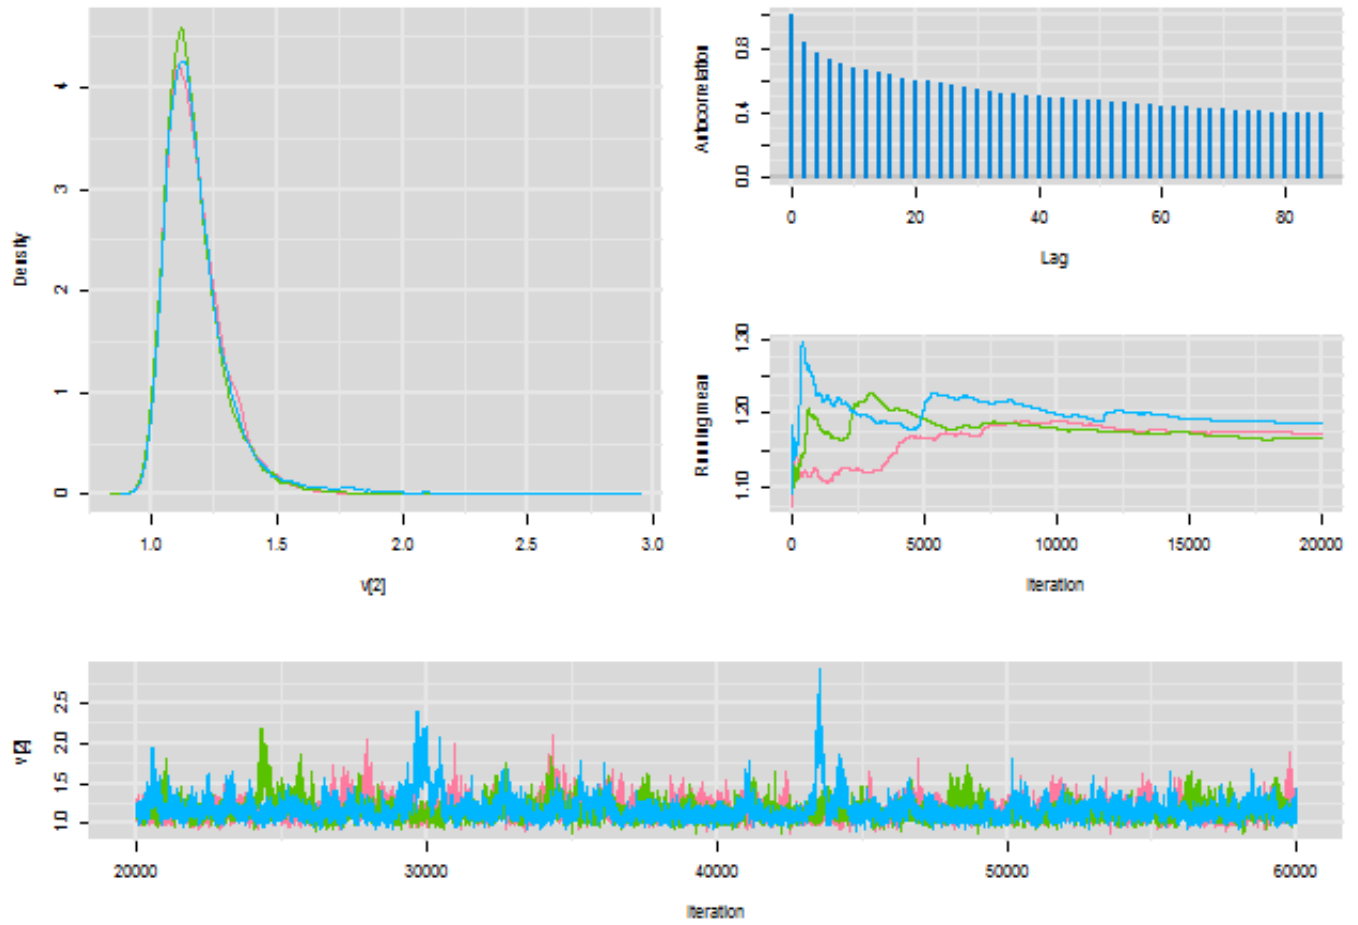 Density
4
3
2
1
0
1.0 1.5 2.0 2.5 3.0
v[2]
Autocorrelation
0.8
0.4
0.0
0 20 40 60 80
Lag
Running mean
1.30
1.20
1.10
0 5000 10000 15000 20000
Iteration
v[2]
2.5
2.0
1.5
1.0
20000 30000 40000 50000 60000
Iteration